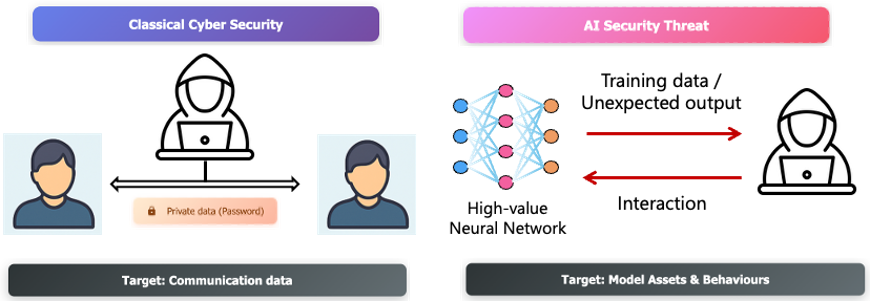 Classical Cyber Security
Private data (Password)
Target: Communication data
AI Security Threat
Training data /
Unexpected output
Interaction
High-value
Neural Network
Target: Model Assets & Behaviours